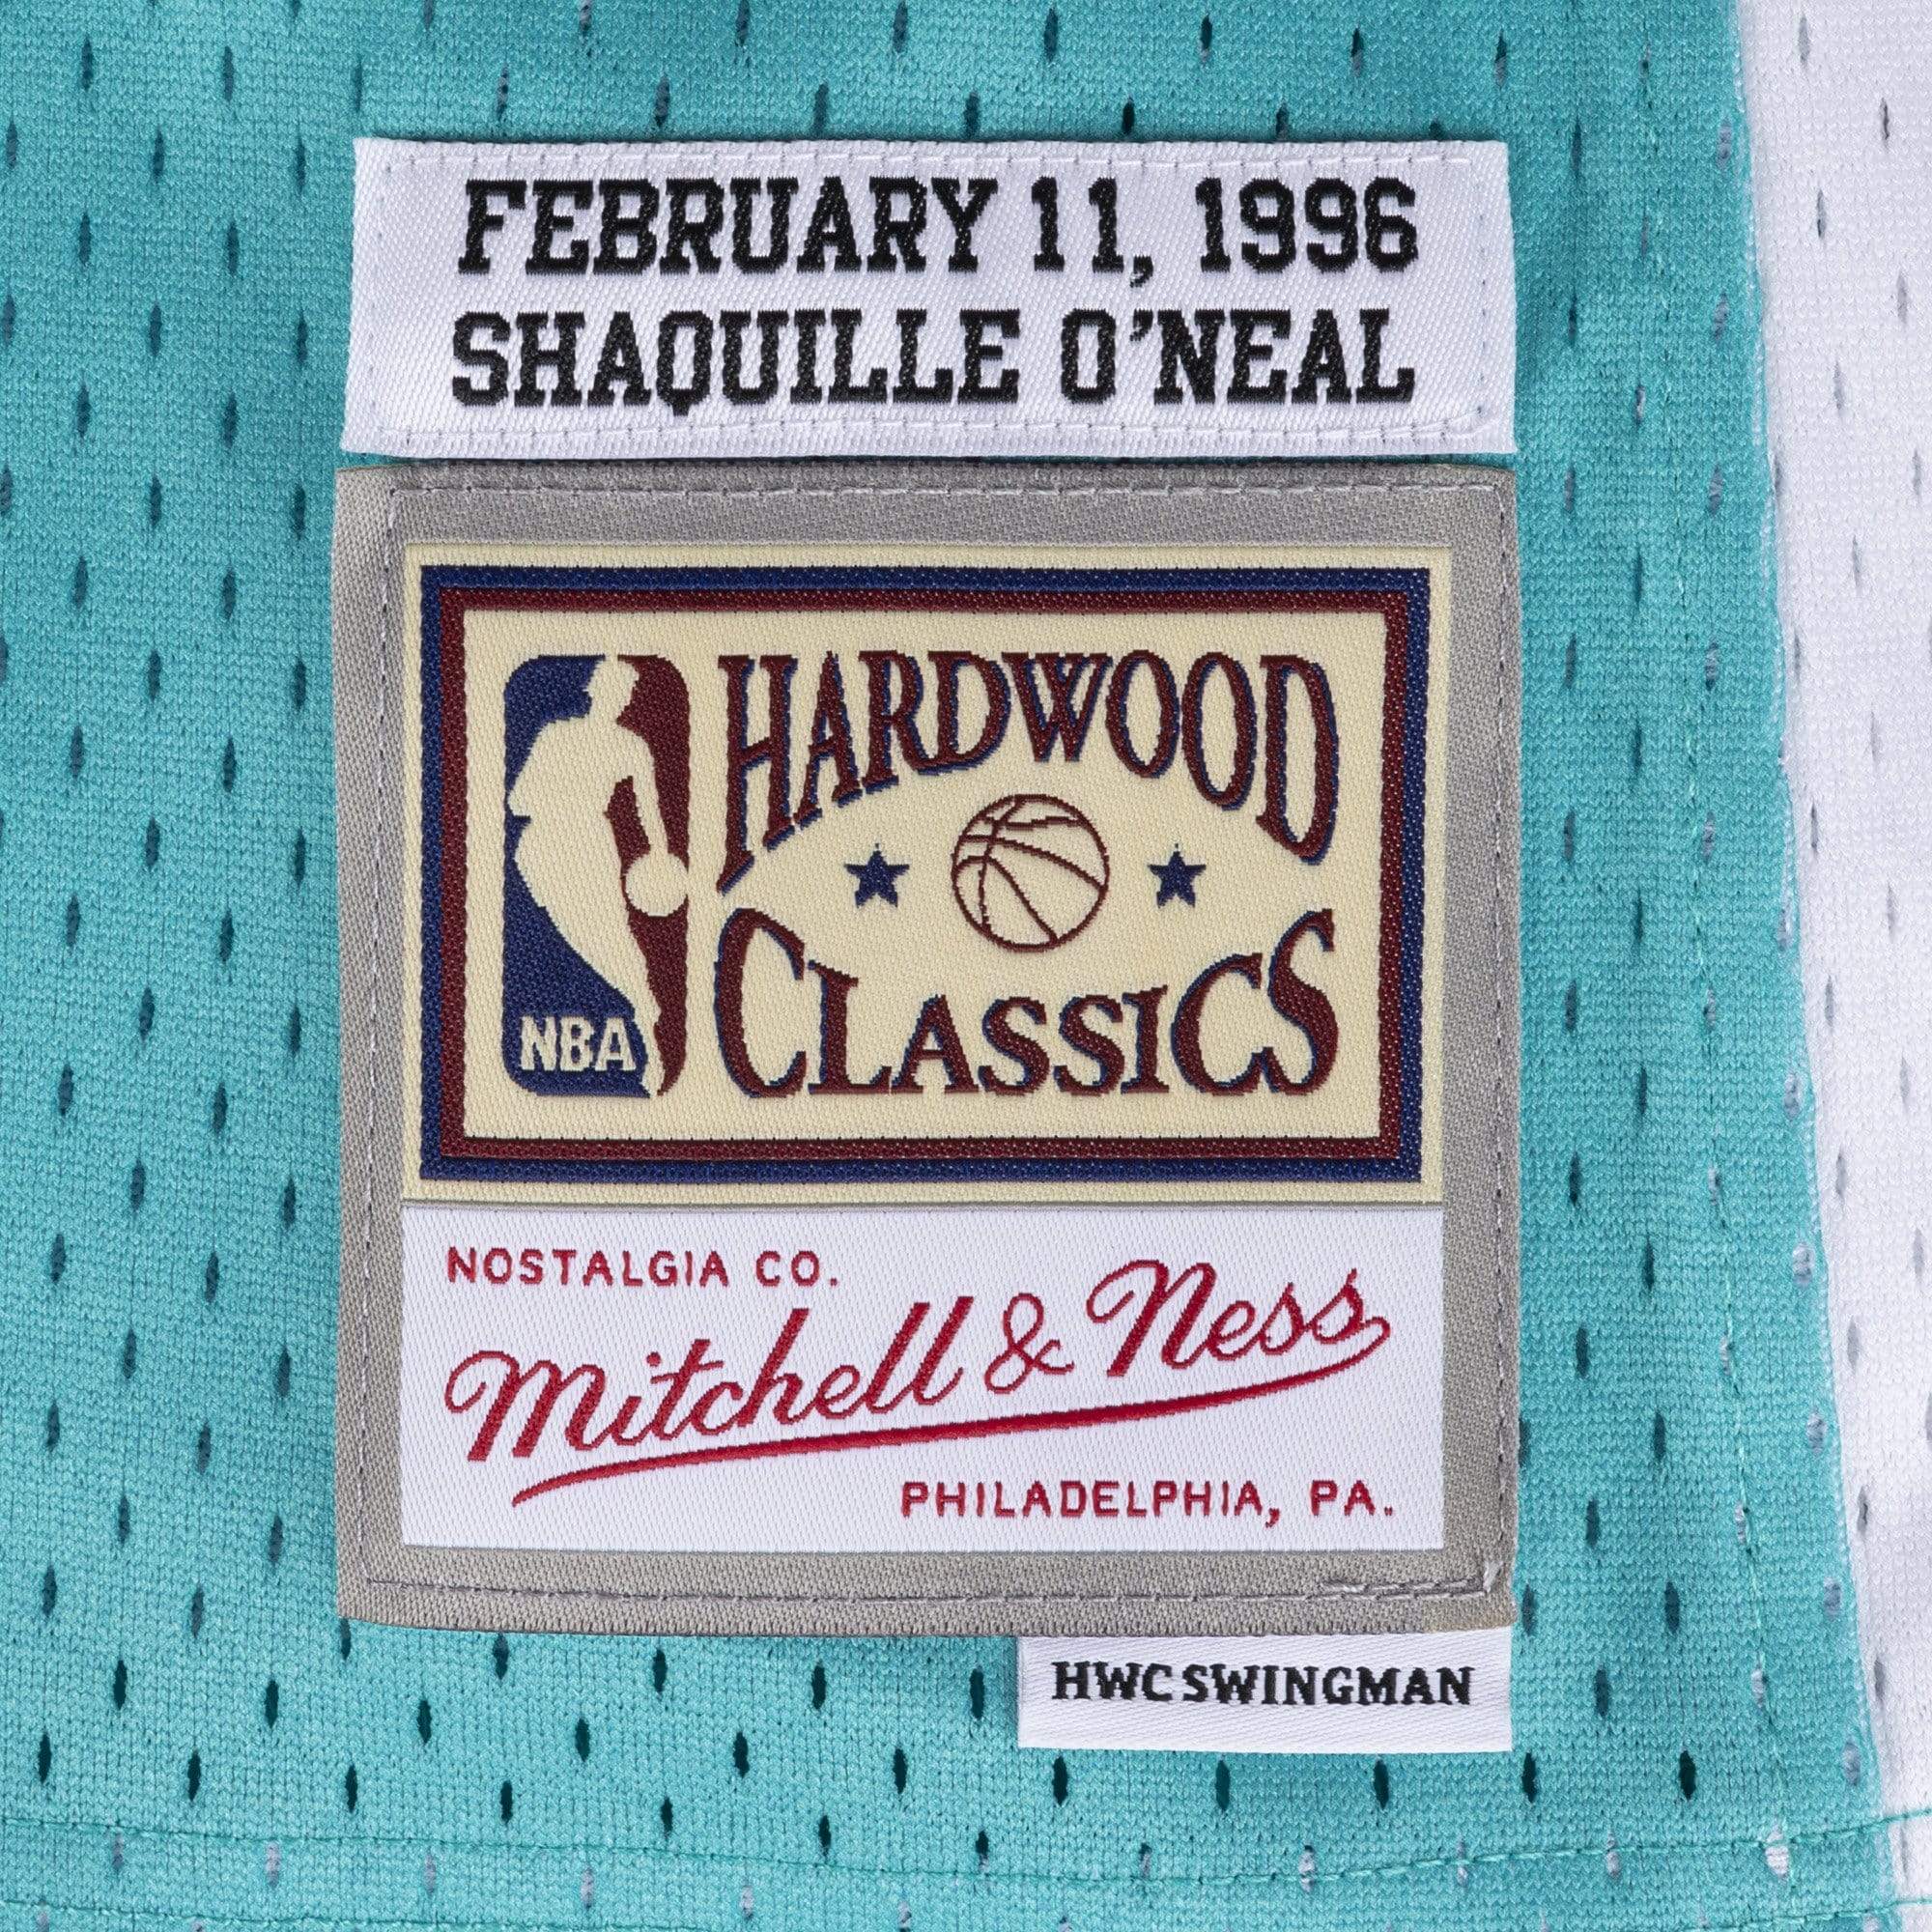 FEBRUARY 11, 1996
SHAQUILLE O'NEAL
HARDWOOD
CLASSICS
NBA
NOSTALGIA CO.
Mitchell & Ness
PHILADELPHIA, PA.
HWC SWINGMAN